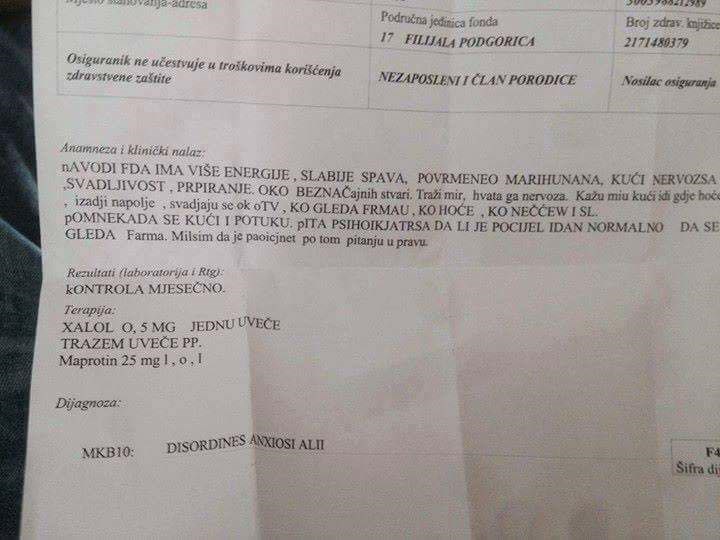 stanovanja-adresa
Područna jedinica fonda
Broj zdrav. knjižice
17 FILIJALA PODGORICA
2171480379
Osiguranik ne učestvuje u troškovima korišćenja
zdravstvene zaštite
NEZAPOSLENI I ČLAN PORODICE
Nosilac osiguranja
Anamneza i klinički nalaz:
nAVODI FDA IMA VIŠE ENERGIJE , SLABIJE SPAVA, POVRMENEO MARIHUNANA, KUĆI NERVOZSA
,SVADLJIVOST , PRPIRANJE. OKO BEZNAČajnih stvari. Traži mir, hvata ga nervoza. Kažu miu kući idi gdje hoće
, izadji napolje , svadjaju se ok oTV , KO GLEDA FRMAU , KO HOĆE , KO NEČĆEW I SL.
pOMNEKADA SE KUĆI I POTUKU. pITA PSIHOIKJATRSA DA LI JE POCIJEL IDAN NORMALNO DA SE
GLEDA Farma. Milsim da je paoicjnet po tom pitanju u pravu.
Rezultati (laboratorija i Rtg):
kONTROLA MJESEČNO.
Terapija:
XALOL O, 5 MG JEDNU UVEČE
TRAZEM UVEČE PP.
Maprotin 25 mg l , o , l
Dijagnoza:
MKB10: DISORDINES ANXIOSI ALII
F4
Šifra dij